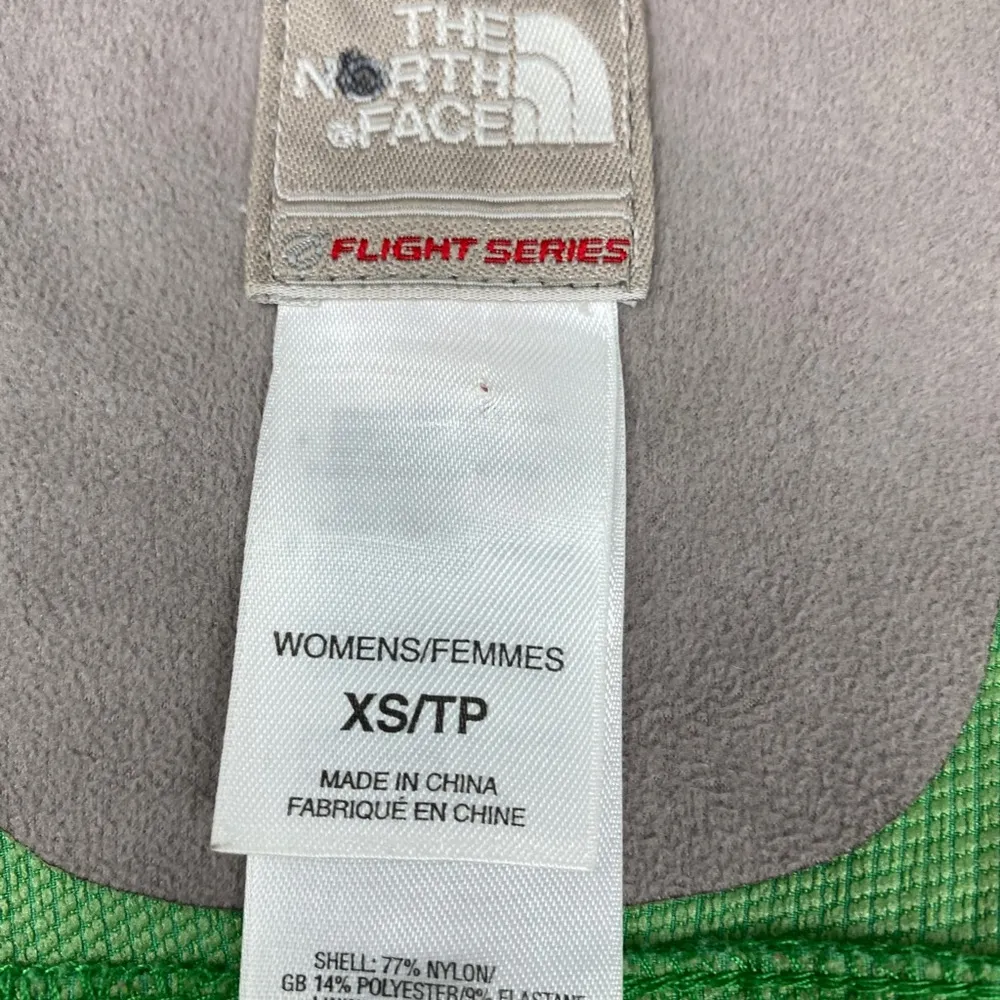 THE
NORTH
FACE
FLIGHT SERIES
WOMENS/FEMMES
XS/TP
MADE IN CHINA
FABRIQUÉ EN CHINE
SHELL: 77% NYLON/
GB 14% POLYESTER/9% ELASTANE